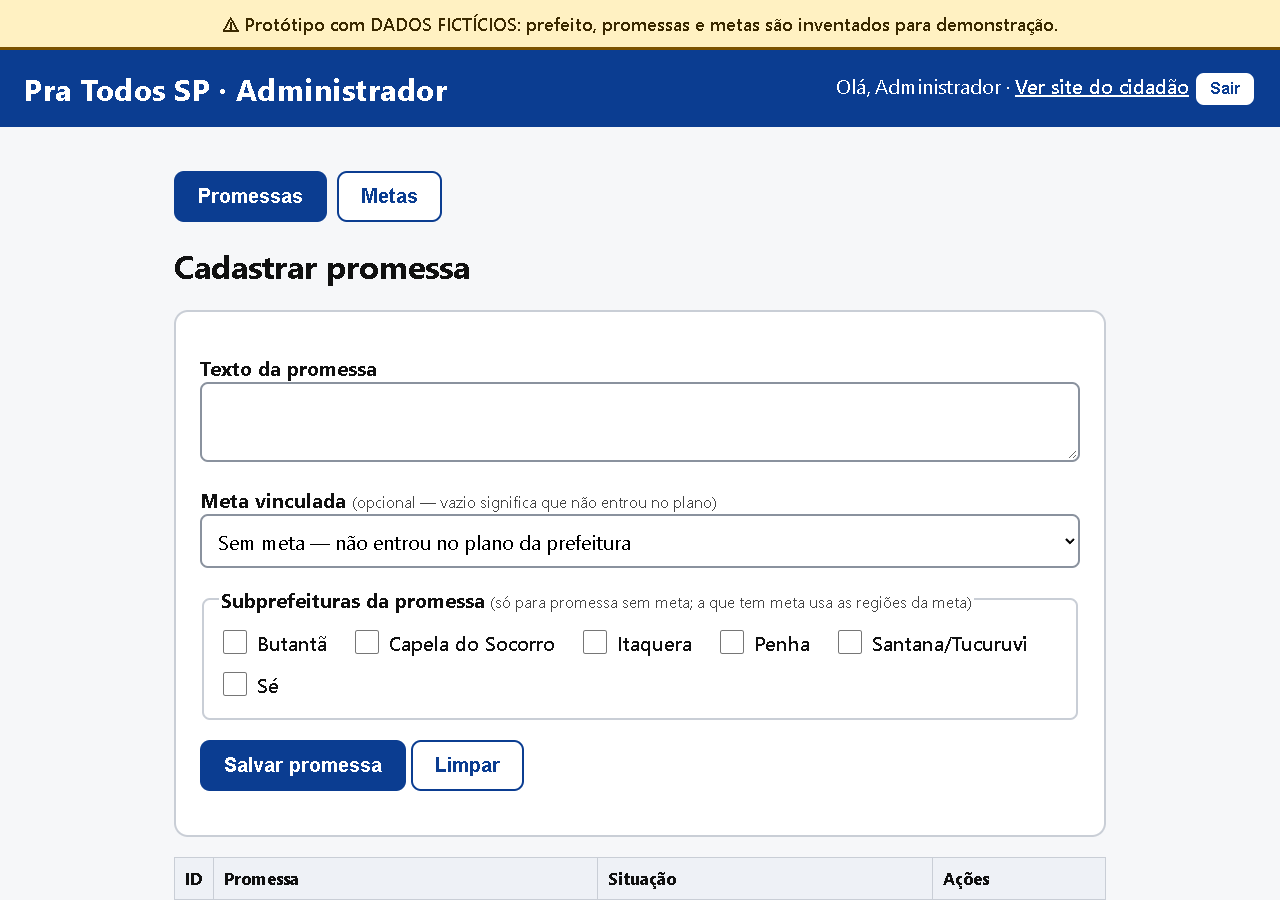 ⚠ Protótipo com DADOS FICTÍCIOS: prefeito, promessas e metas são inventados para demonstração.
Pra Todos SP · Administrador
Olá, Administrador · Ver site do cidadão Sair
Promessas Metas
Cadastrar promessa
Texto da promessa
Meta vinculada (opcional — vazio significa que não entrou no plano)
Sem meta — não entrou no plano da prefeitura
Subprefeituras da promessa (só para promessa sem meta; a que tem meta usa as regiões da meta)
Butantã Capela do Socorro Itaquera Penha Santana/Tucuruvi
Sé
Salvar promessa Limpar
ID Promessa Situação Ações